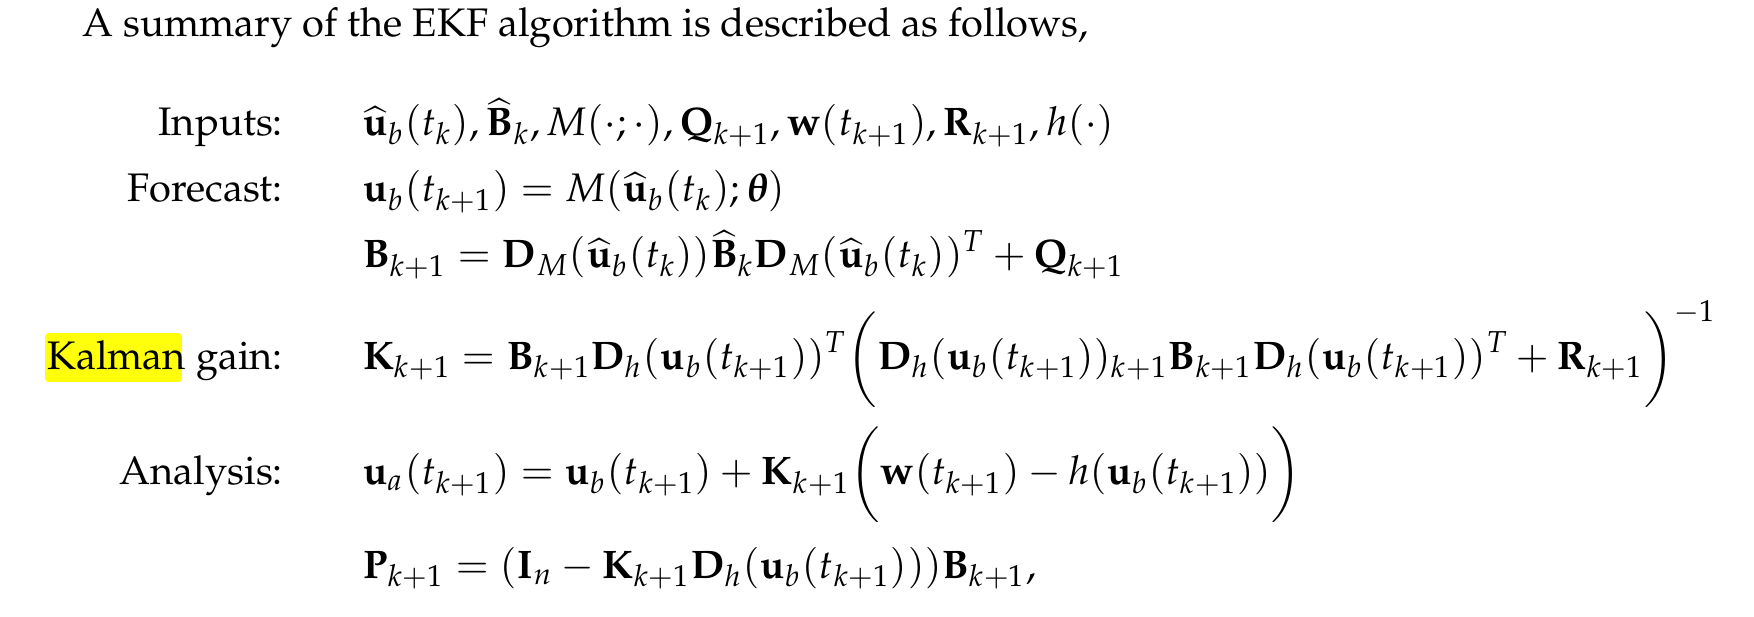 A summary of the EKF algorithm is described as follows,
Inputs: $\widehat{\mathbf{u}}_b(t_k), \widehat{\mathbf{B}}_k, M(\cdot;\cdot), \mathbf{Q}_{k+1}, \mathbf{w}(t_{k+1}), \mathbf{R}_{k+1}, h(\cdot)$
Forecast: $\mathbf{u}_b(t_{k+1}) = M(\widehat{\mathbf{u}}_b(t_k); \boldsymbol{\theta})$
$\mathbf{B}_{k+1} = \mathbf{D}_M(\widehat{\mathbf{u}}_b(t_k))\widehat{\mathbf{B}}_k\mathbf{D}_M(\widehat{\mathbf{u}}_b(t_k))^T + \mathbf{Q}_{k+1}$
Kalman gain: $\mathbf{K}_{k+1} = \mathbf{B}_{k+1}\mathbf{D}_h(\mathbf{u}_b(t_{k+1}))^T\Big(\mathbf{D}_h(\mathbf{u}_b(t_{k+1}))_{k+1}\mathbf{B}_{k+1}\mathbf{D}_h(\mathbf{u}_b(t_{k+1}))^T + \mathbf{R}_{k+1}\Big)^{-1}$
Analysis: $\mathbf{u}_a(t_{k+1}) = \mathbf{u}_b(t_{k+1}) + \mathbf{K}_{k+1}\Big(\mathbf{w}(t_{k+1}) - h(\mathbf{u}_b(t_{k+1}))\Big)$
$\mathbf{P}_{k+1} = (\mathbf{I}_n - \mathbf{K}_{k+1}\mathbf{D}_h(\mathbf{u}_b(t_{k+1})))\mathbf{B}_{k+1},$